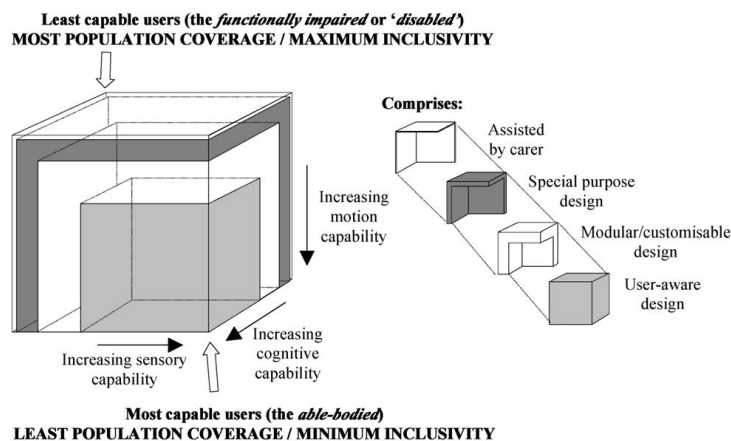 Least capable users (the functionally impaired or ‘disabled’)
MOST POPULATION COVERAGE / MAXIMUM INCLUSIVITY
Comprises:
Assisted
by carer
Special purpose
design
Modular/customisable
design
User-aware
design
Increasing
motion
capability
Increasing
cognitive
capability
Increasing sensory
capability
Most capable users (the able-bodied)
LEAST POPULATION COVERAGE / MINIMUM INCLUSIVITY